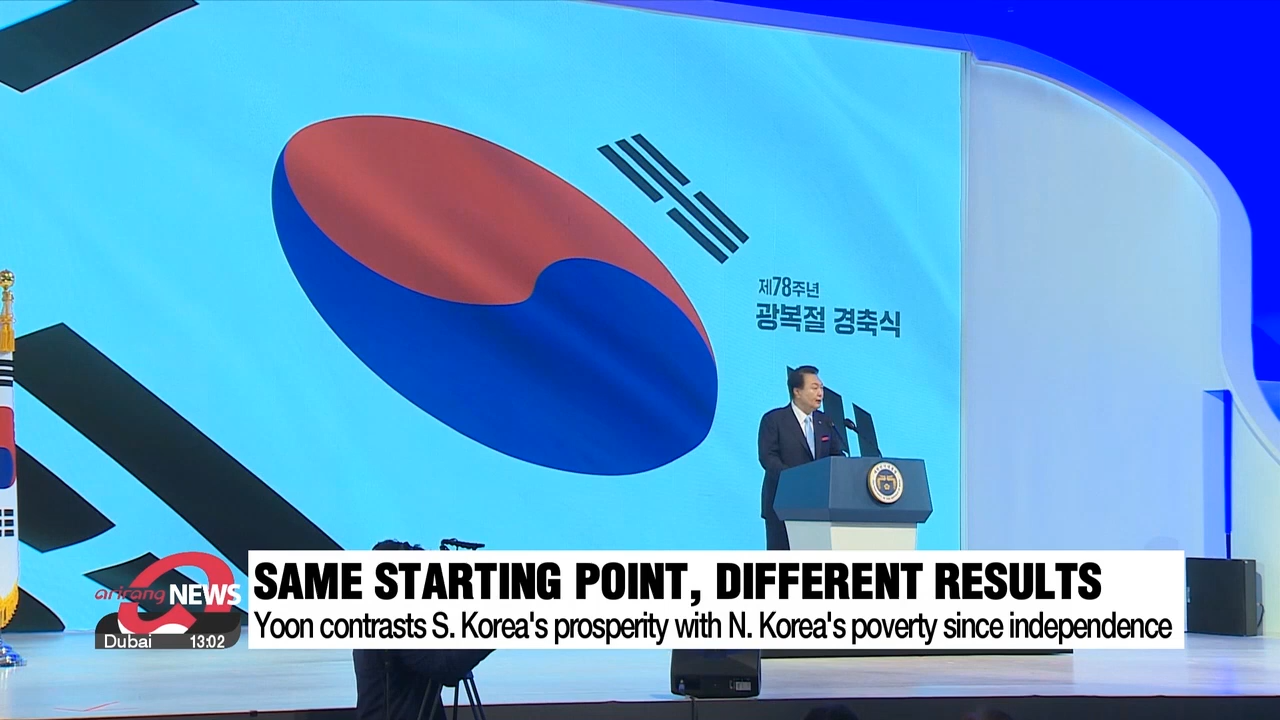 제78주년
광복절 경축식
SAME STARTING POINT, DIFFERENT RESULTS
Yoon contrasts S. Korea's prosperity with N. Korea's poverty since independence
arirang NEWS
Dubai 13:02